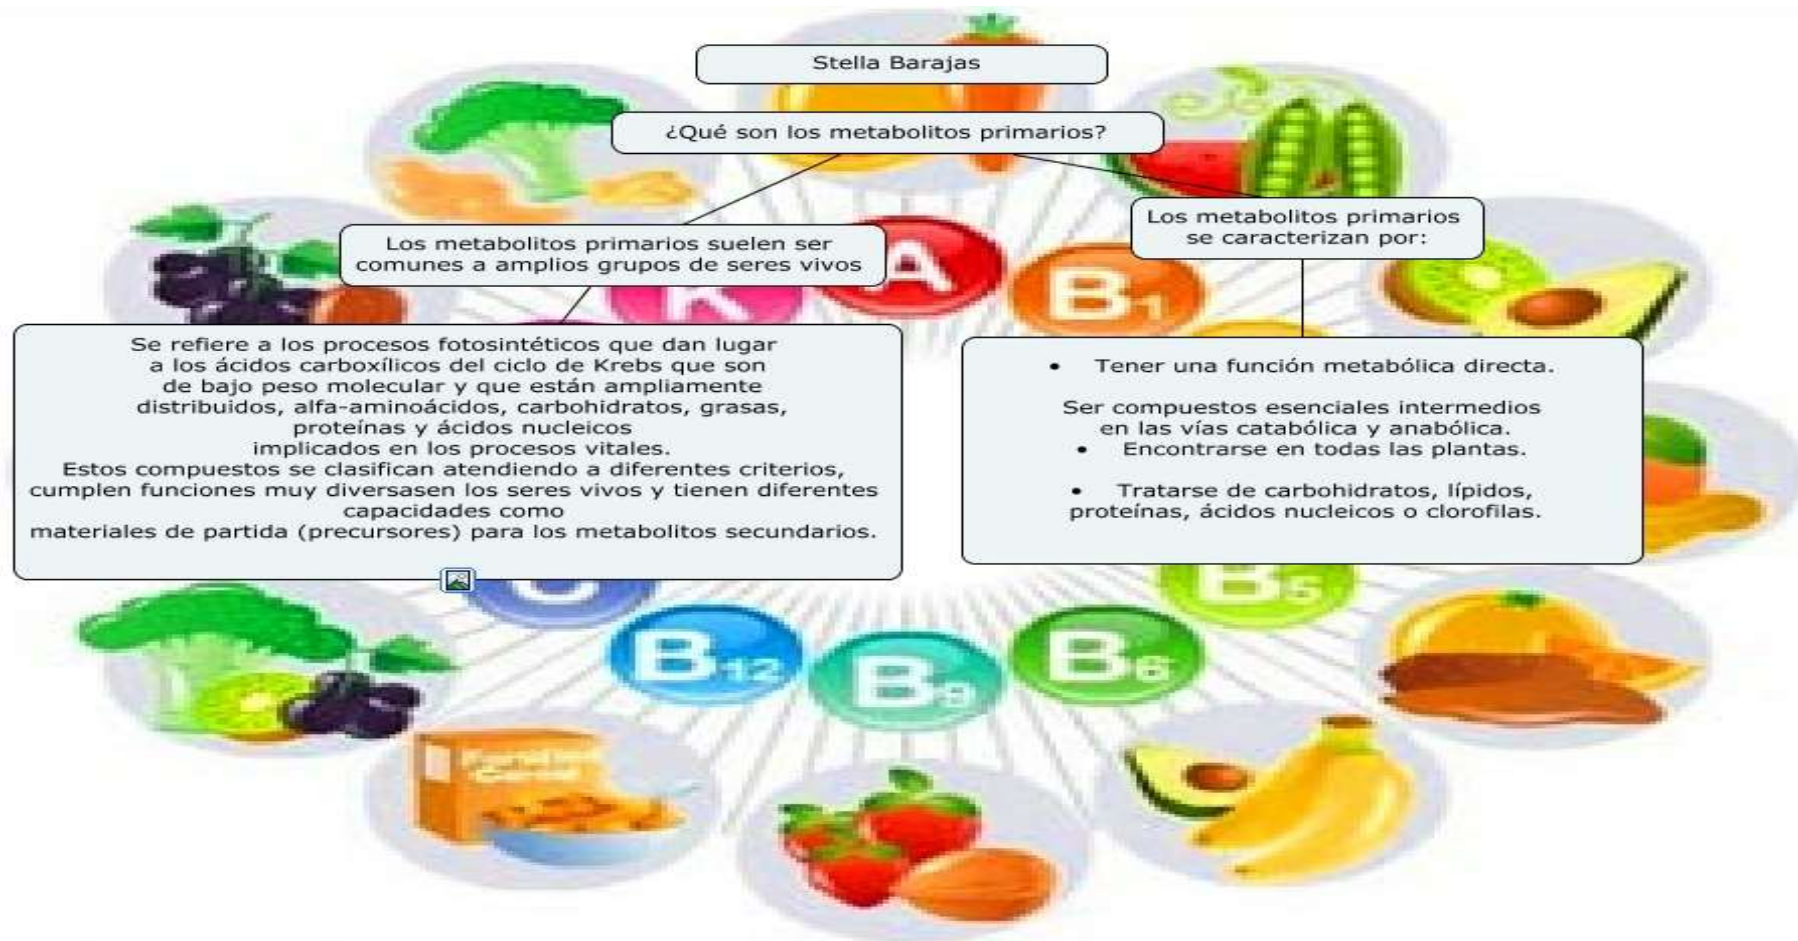 Stella Barajas
¿Qué son los metabolitos primarios?
Los metabolitos primarios suelen ser
comunes a amplios grupos de seres vivos
Se refiere a los procesos fotosintéticos que dan lugar
a los ácidos carboxílicos del ciclo de Krebs que son
de bajo peso molecular y que están ampliamente
distribuidos, alfa-aminoácidos, carbohidratos, grasas,
proteínas y ácidos nucleicos
implicados en los procesos vitales.
Estos compuestos se clasifican atendiendo a diferentes criterios,
cumplen funciones muy diversasen los seres vivos y tienen diferentes
capacidades como
materiales de partida (precursores) para los metabolitos secundarios.
Los metabolitos primarios
se caracterizan por:
• Tener una función metabólica directa.
Ser compuestos esenciales intermedios
en las vías catabólica y anabólica.
• Encontrarse en todas las plantas.
• Tratarse de carbohidratos, lípidos,
proteínas, ácidos nucleicos o clorofilas.
K
A
B1
C
B12
B9
B6
B5